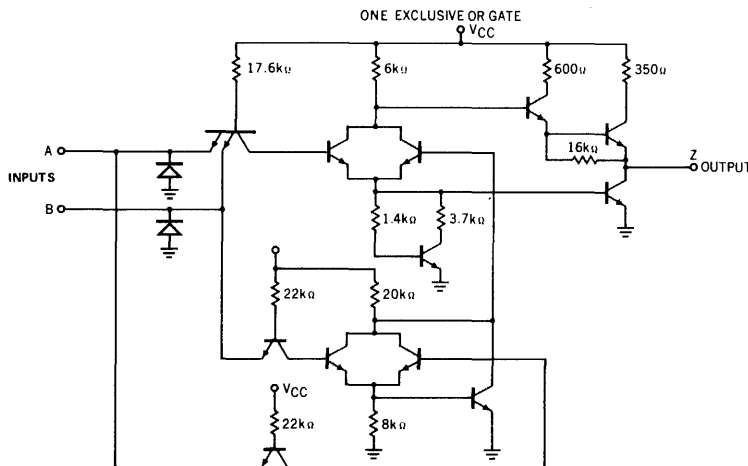 ONE EXCLUSIVE OR GATE
VCC
17.6kΩ
6kΩ
600Ω
350Ω
A
16kΩ
Z
OUTPUT
INPUTS
B
1.4kΩ
3.7kΩ
22kΩ
20kΩ
VCC
22kΩ
8kΩ